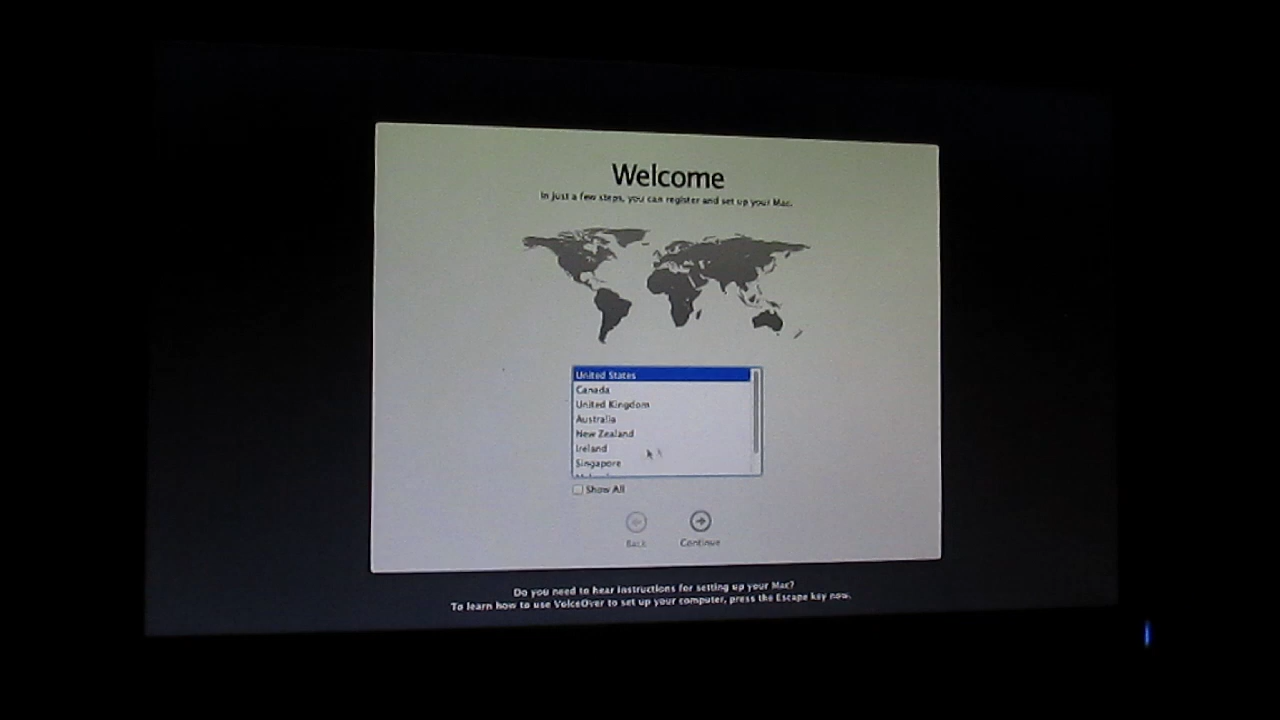 Welcome
In just a few steps, you can register and set up your Mac.
United States
Canada
United Kingdom
Australia
New Zealand
Ireland
Singapore
Show All
Back
Continue
Do you need to hear instructions for setting up your Mac?
To learn how to use VoiceOver to set up your computer, press the Escape key now.